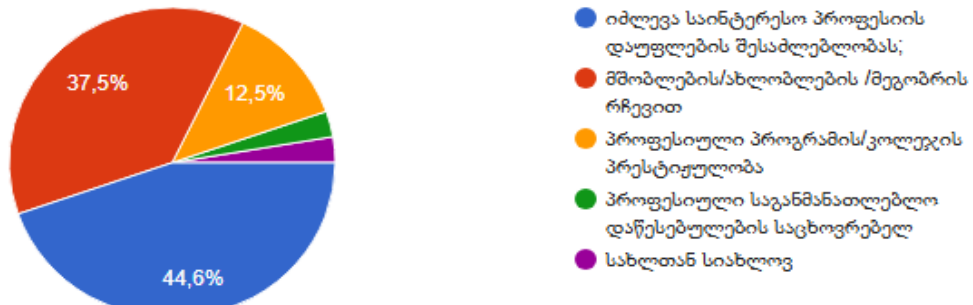 37,5%
12,5%
44,6%
იძლევა საინტერესო პროფესიის
დაუფლების შესაძლებლობას;
მშობლების/ახლობლების /მეგობრის
რჩევით
პროფესიული პროგრამის/კოლეჯის
პრესტიჟულობა
პროფესიული საგანმანათლებლო
დაწესებულების საცხოვრებელ
სახლთან სიახლოვ